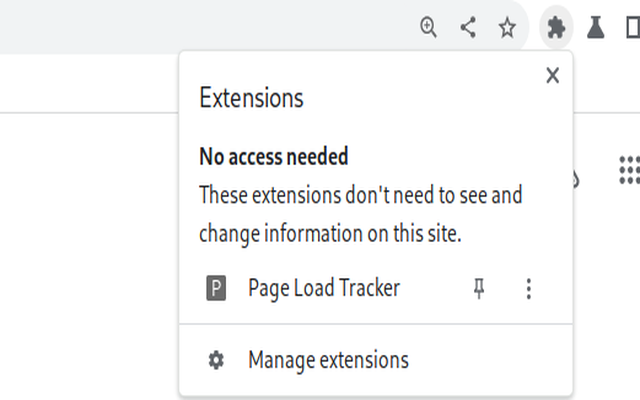 Extensions
No access needed
These extensions don't need to see and
change information on this site.
P Page Load Tracker
Manage extensions